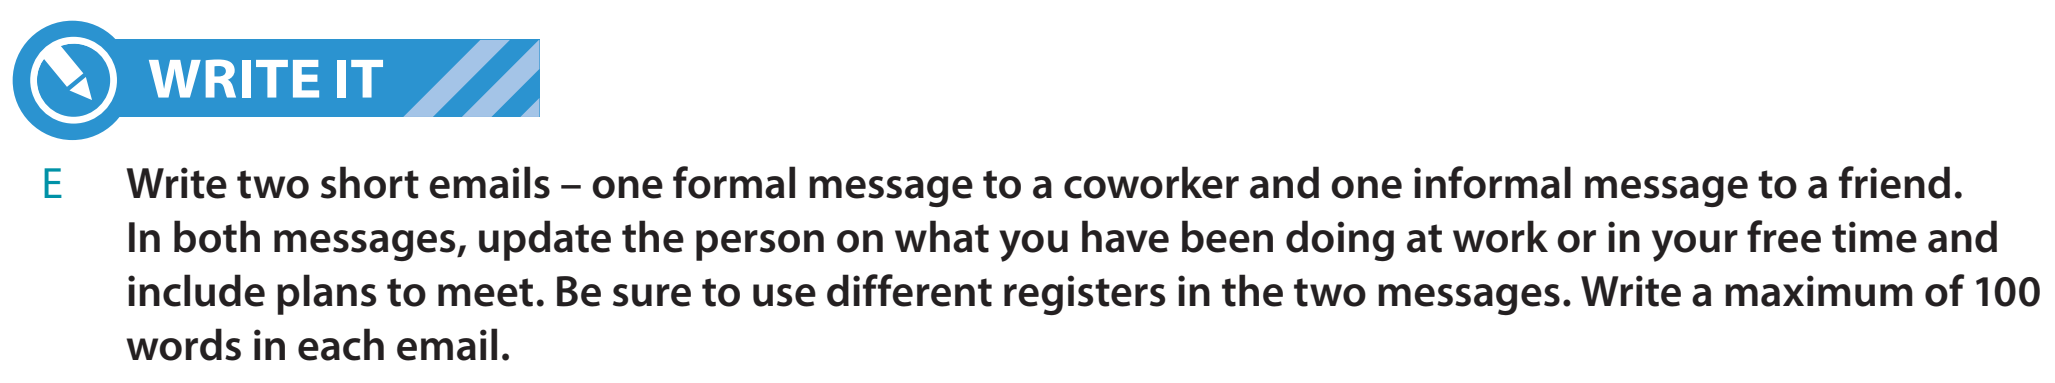 WRITE IT
E Write two short emails – one formal message to a coworker and one informal message to a friend.
In both messages, update the person on what you have been doing at work or in your free time and
include plans to meet. Be sure to use different registers in the two messages. Write a maximum of 100
words in each email.